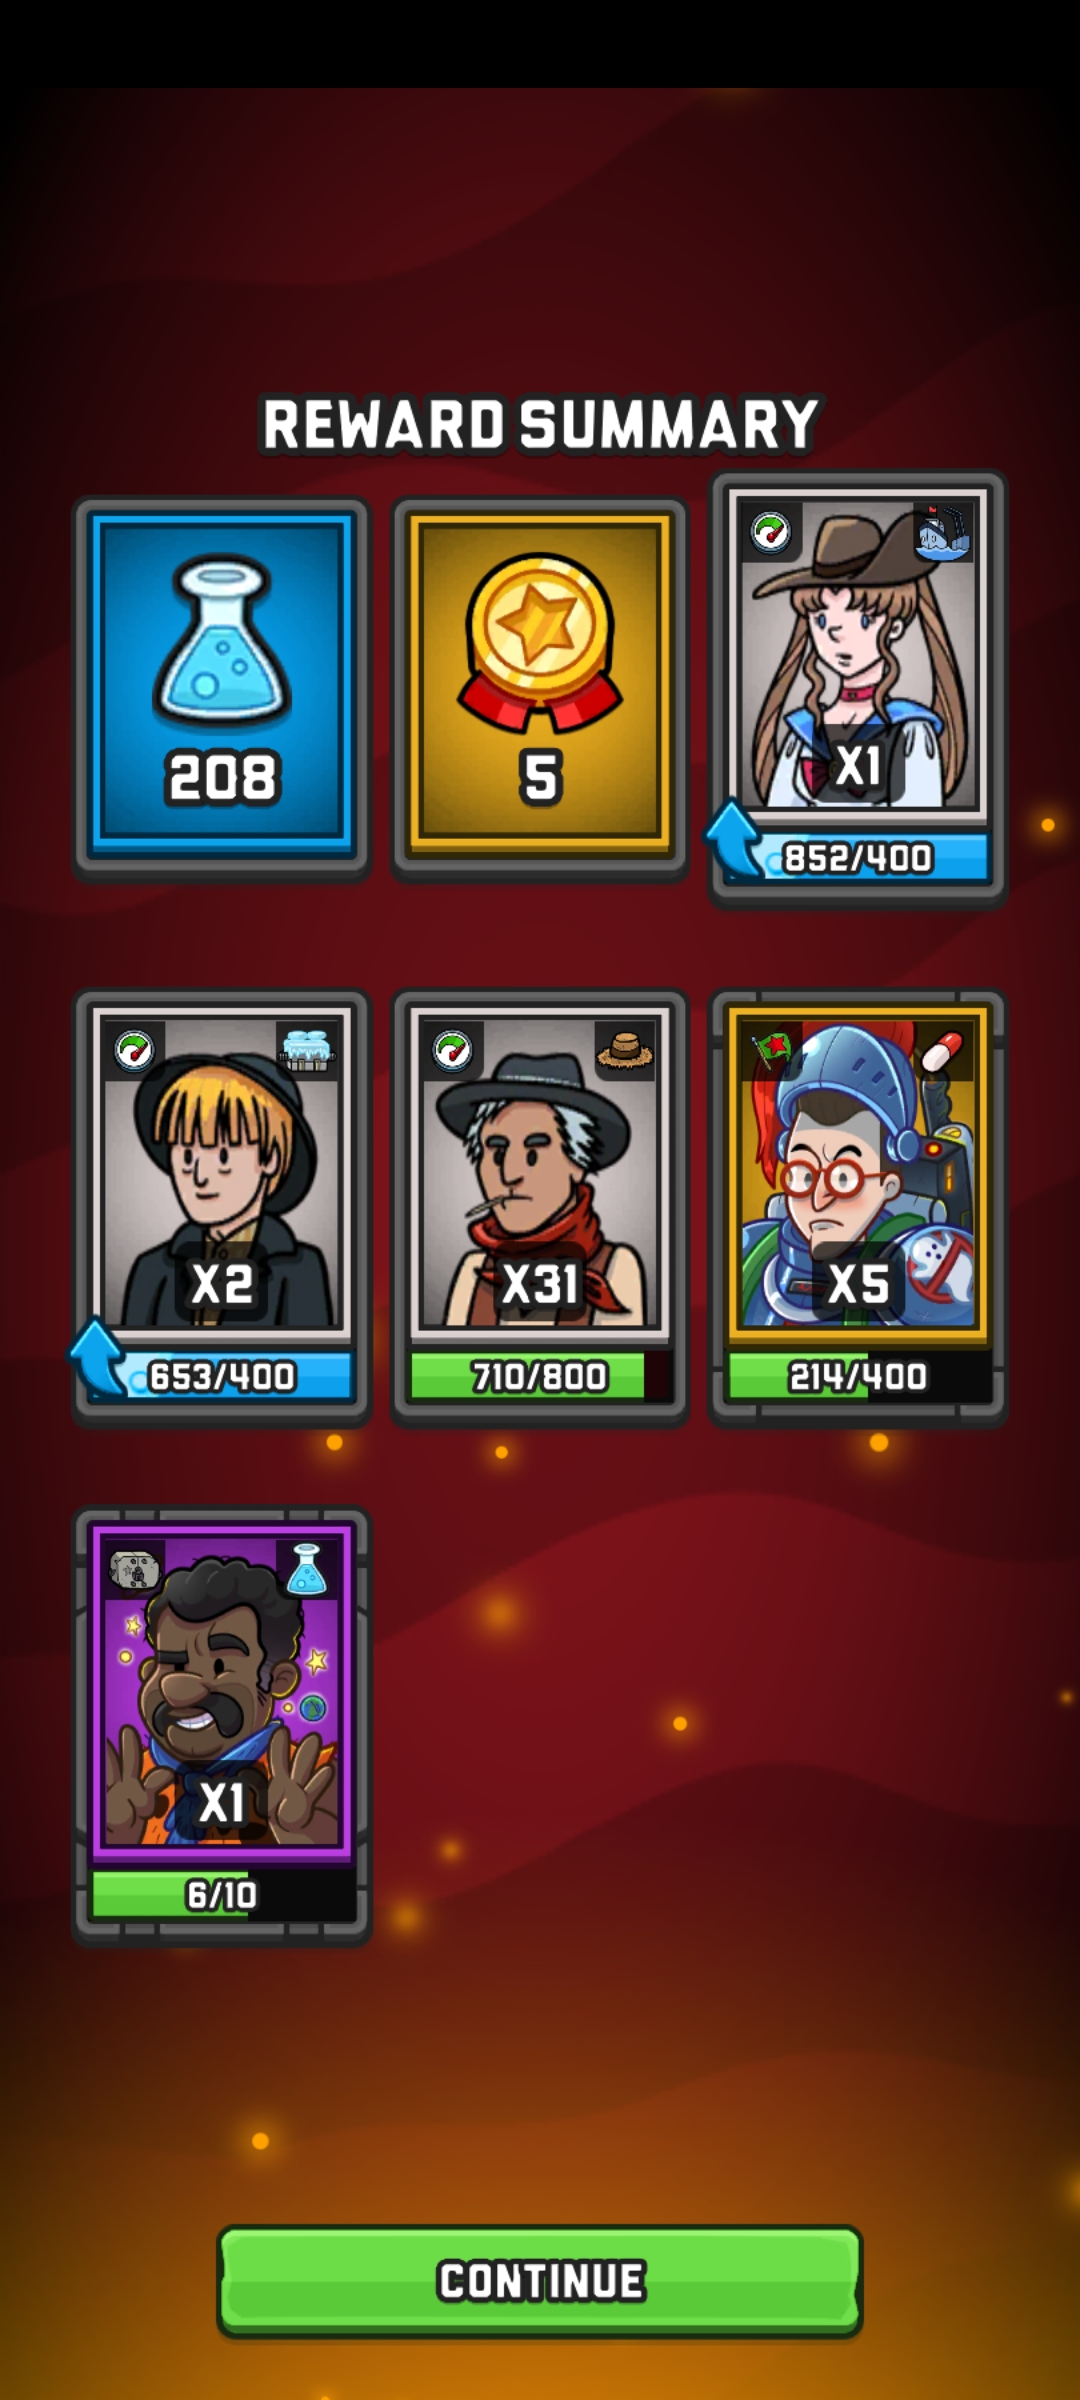 REWARD SUMMARY
208
5
X1
852/400
X2
653/400
X31
710/800
X5
214/400
X1
6/10
CONTINUE